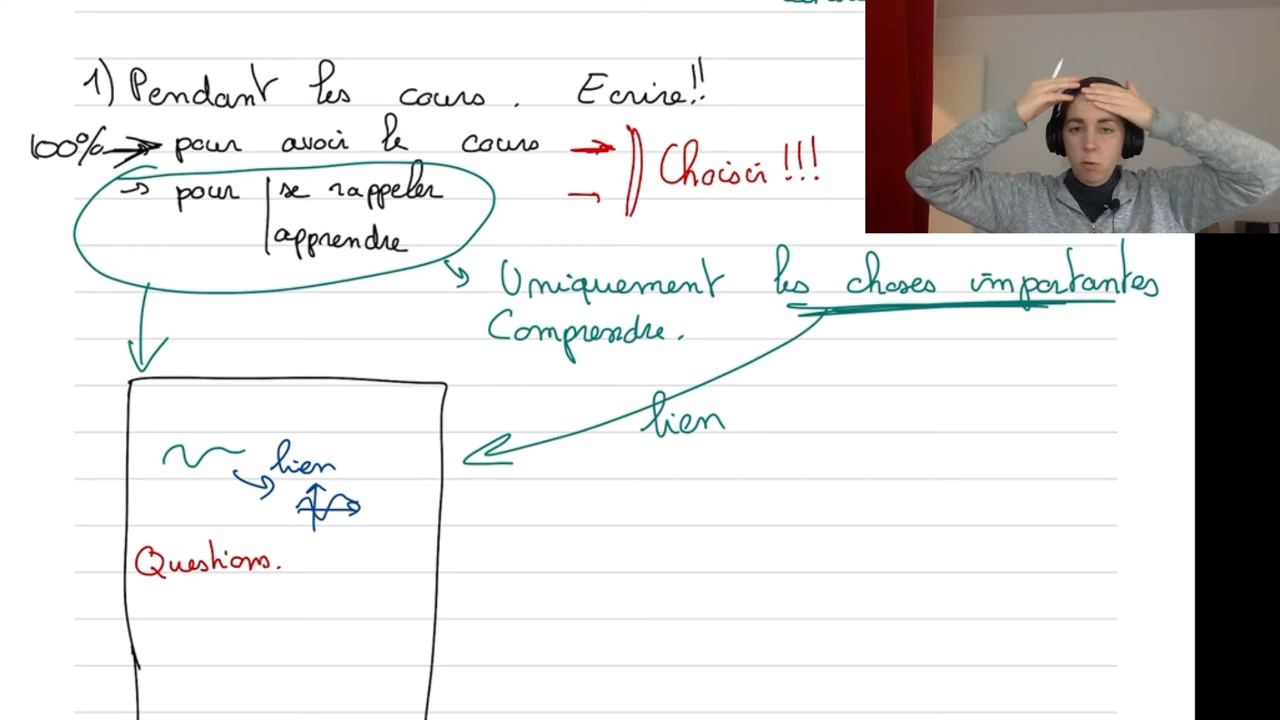 1) Pendant les cours. Ecrire!!
100% → pour avoir le cours → Choisir !!!
→ pour se rappeler
apprendre
Uniquement les choses importantes
Comprendre.
lien
lien
Questions.